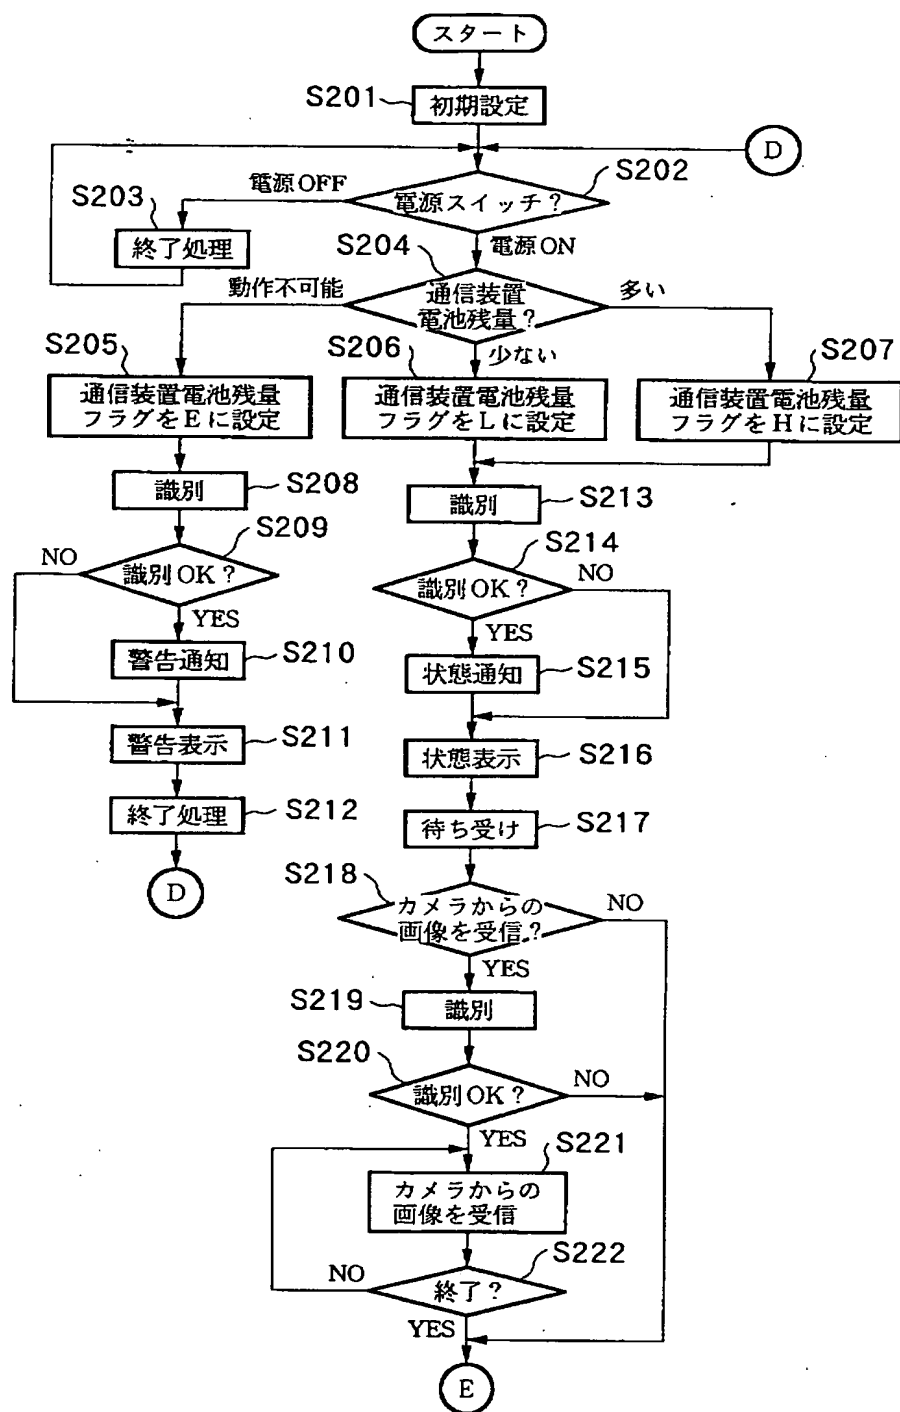 スタート
S201
初期設定
D
S202
電源OFF
電源スイッチ？
S203
終了処理
電源ON
S204
動作不可能
通信装置
電池残量？
多い
少ない
S205
通信装置電池残量
フラグをEに設定
S206
通信装置電池残量
フラグをLに設定
S207
通信装置電池残量
フラグをHに設定
識別
S208
S209
NO
識別OK？
YES
警告通知
S210
警告表示
S211
終了処理
S212
D
識別
S213
S214
識別OK？
NO
YES
状態通知
S215
状態表示
S216
待ち受け
S217
S218
カメラからの
画像を受信？
NO
YES
S219
識別
S220
識別OK？
NO
YES
S221
カメラからの
画像を受信
S222
NO
終了？
YES
E